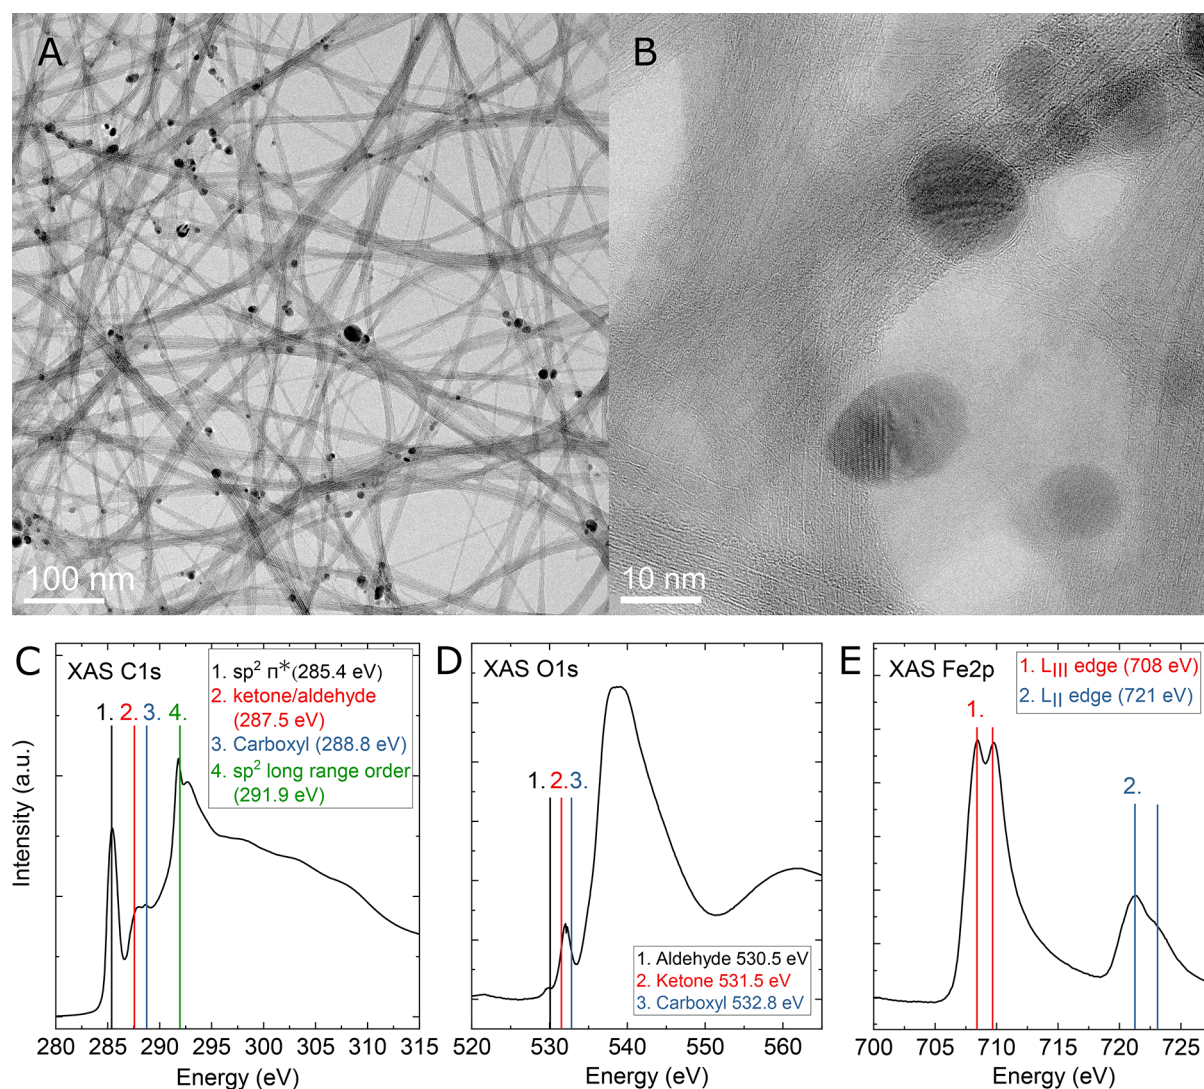 A
100 nm
B
10 nm
C
XAS C1s
1. sp² π* (285.4 eV)
2. ketone/aldehyde
(287.5 eV)
3. Carboxyl (288.8 eV)
4. sp² long range order
(291.9 eV)
1. 2. 3. 4.
Intensity (a.u.)
280 285 290 295 300 305 310 315
Energy (eV)
D
XAS O1s
1. 2. 3.
1. Aldehyde 530.5 eV
2. Ketone 531.5 eV
3. Carboxyl 532.8 eV
520 530 540 550 560
Energy (eV)
E
XAS Fe2p
1. LIII edge (708 eV)
2. LII edge (721 eV)
1.
2.
700 705 710 715 720 725
Energy (eV)